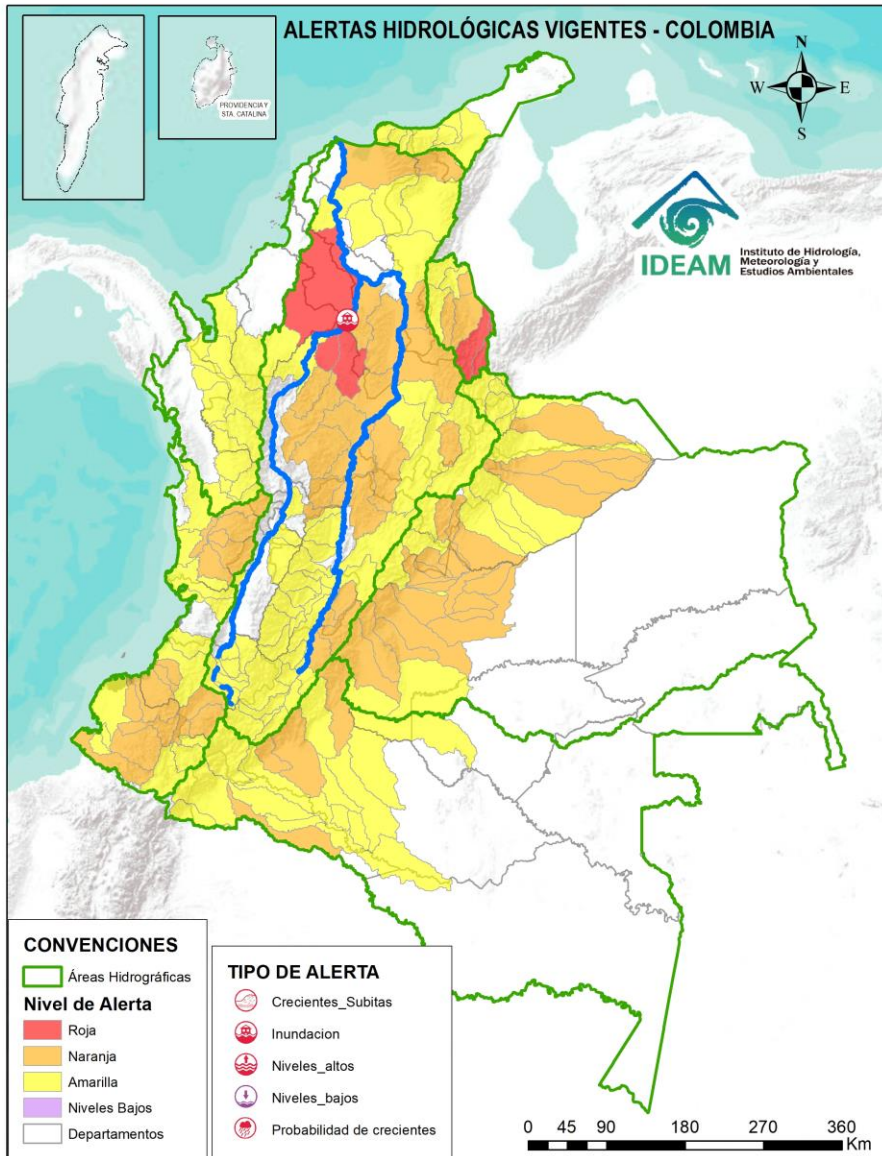 ALERTAS HIDROLÓGICAS VIGENTES - COLOMBIA
PROVIDENCIA Y
STA. CATALINA
N
W
E
S
IDEAM
Instituto de Hidrología,
Meteorología y
Estudios Ambientales
CONVENCIONES
Áreas Hidrográficas
Nivel de Alerta
Roja
Naranja
Amarilla
Niveles Bajos
Departamentos
TIPO DE ALERTA
Crecientes_Subitas
Inundacion
Niveles_altos
Niveles_bajos
Probabilidad de crecientes
0 45 90 180 270 360
Km